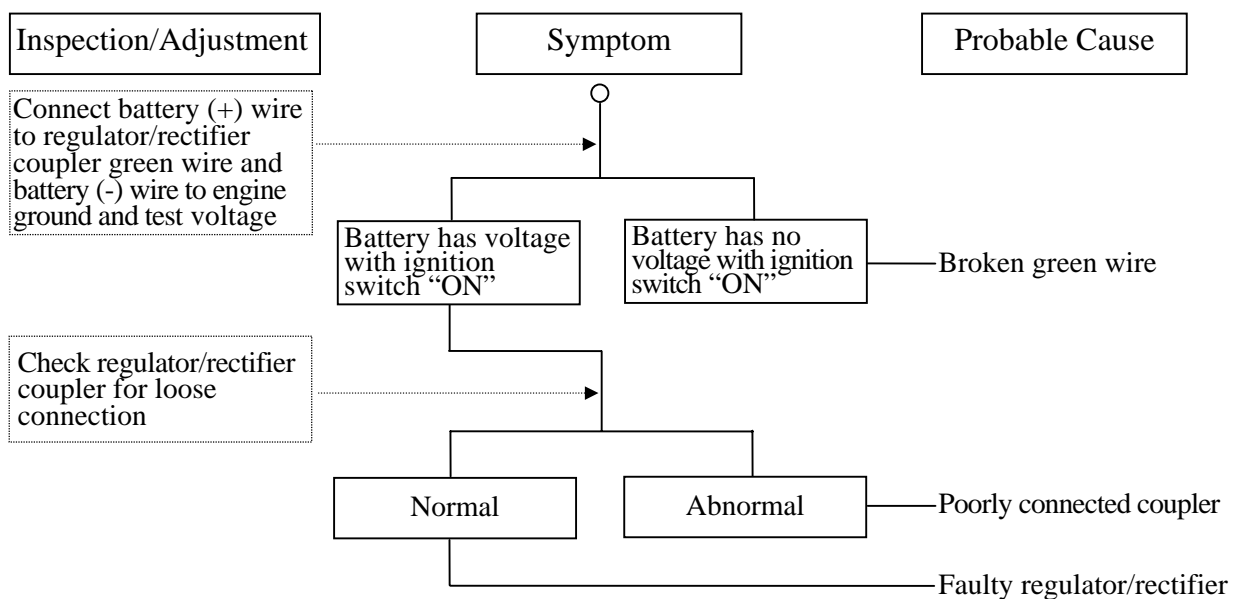 Inspection/Adjustment
Symptom
Probable Cause
Connect battery (+) wire
to regulator/rectifier
coupler green wire and
battery (-) wire to engine
ground and test voltage
Battery has voltage
with ignition
switch “ON”
Battery has no
voltage with ignition
switch “ON”
Broken green wire
Check regulator/rectifier
coupler for loose
connection
Normal
Abnormal
Poorly connected coupler
Faulty regulator/rectifier